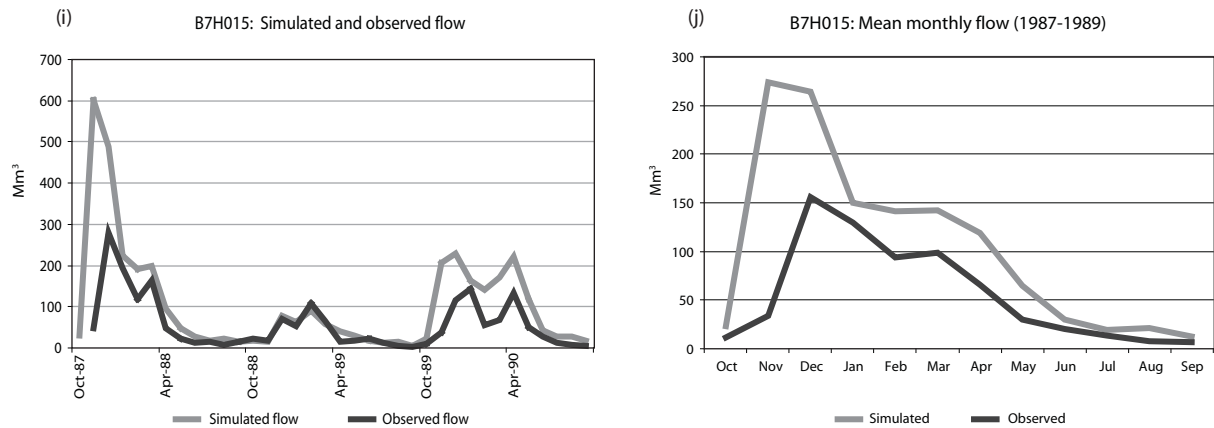 (i)
B7H015: Simulated and observed flow
700
600
500
400
300
200
100
0
Mm³
Oct-87
Apr-88
Oct-88
Apr-89
Oct-89
Apr-90
Simulated flow
Observed flow
(j)
B7H015: Mean monthly flow (1987-1989)
300
250
200
150
100
50
0
Mm³
Oct Nov Dec Jan Feb Mar Apr May Jun Jul Aug Sep
Simulated
Observed